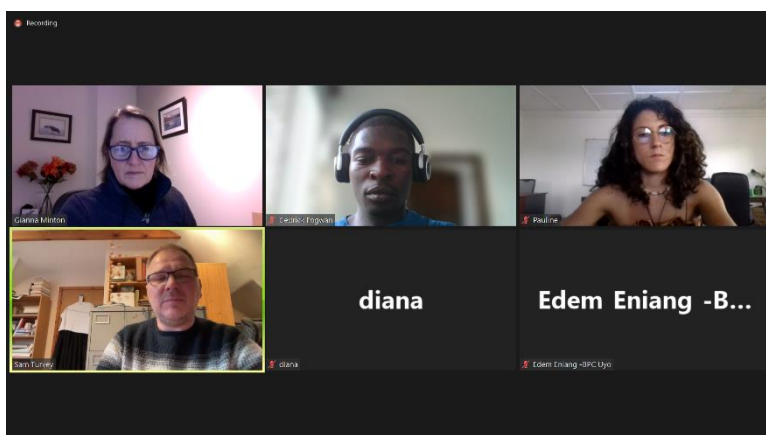 Recording
Gianna Minton
Cedrick Fogwan
Pauline
diana
Edem Eniang -B...
Sam Turvey
diana
Edem Eniang -BPC Uyo